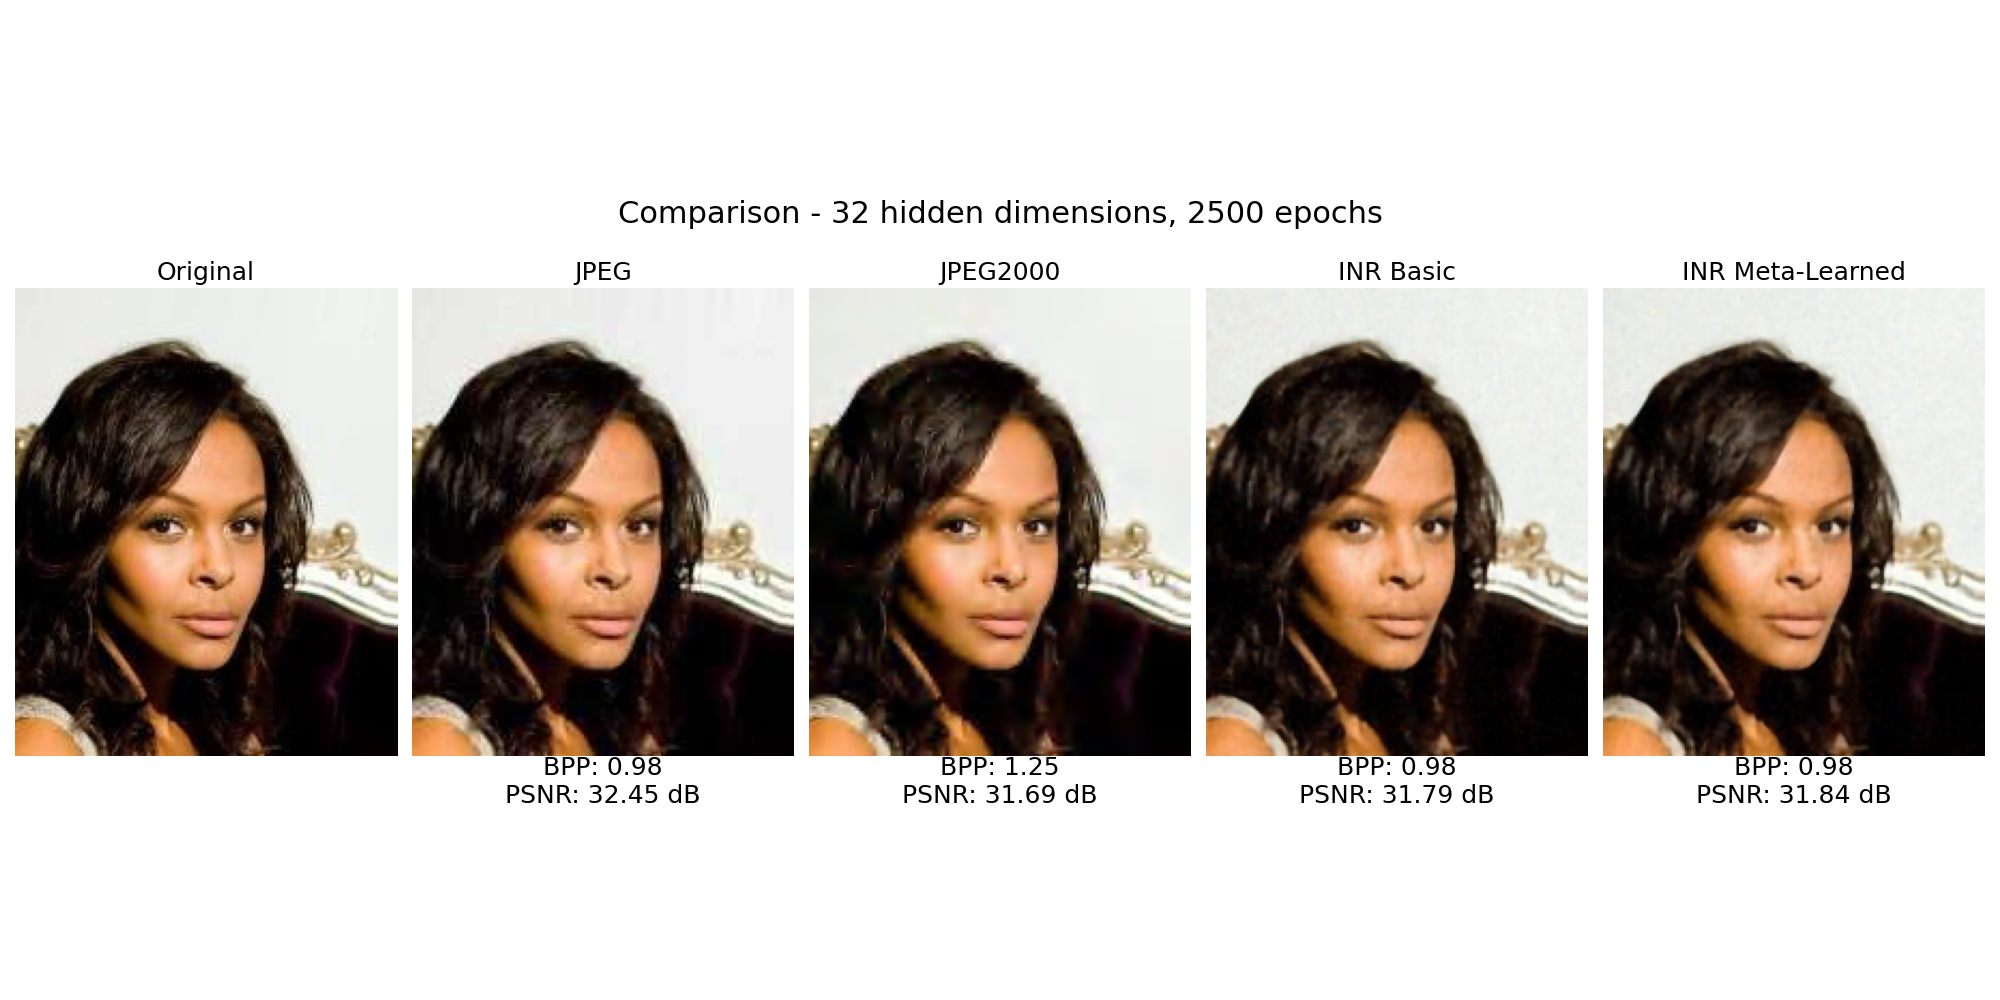 Comparison - 32 hidden dimensions, 2500 epochs
Original
JPEG
JPEG2000
INR Basic
INR Meta-Learned
BPP: 0.98
PSNR: 32.45 dB
BPP: 1.25
PSNR: 31.69 dB
BPP: 0.98
PSNR: 31.79 dB
BPP: 0.98
PSNR: 31.84 dB